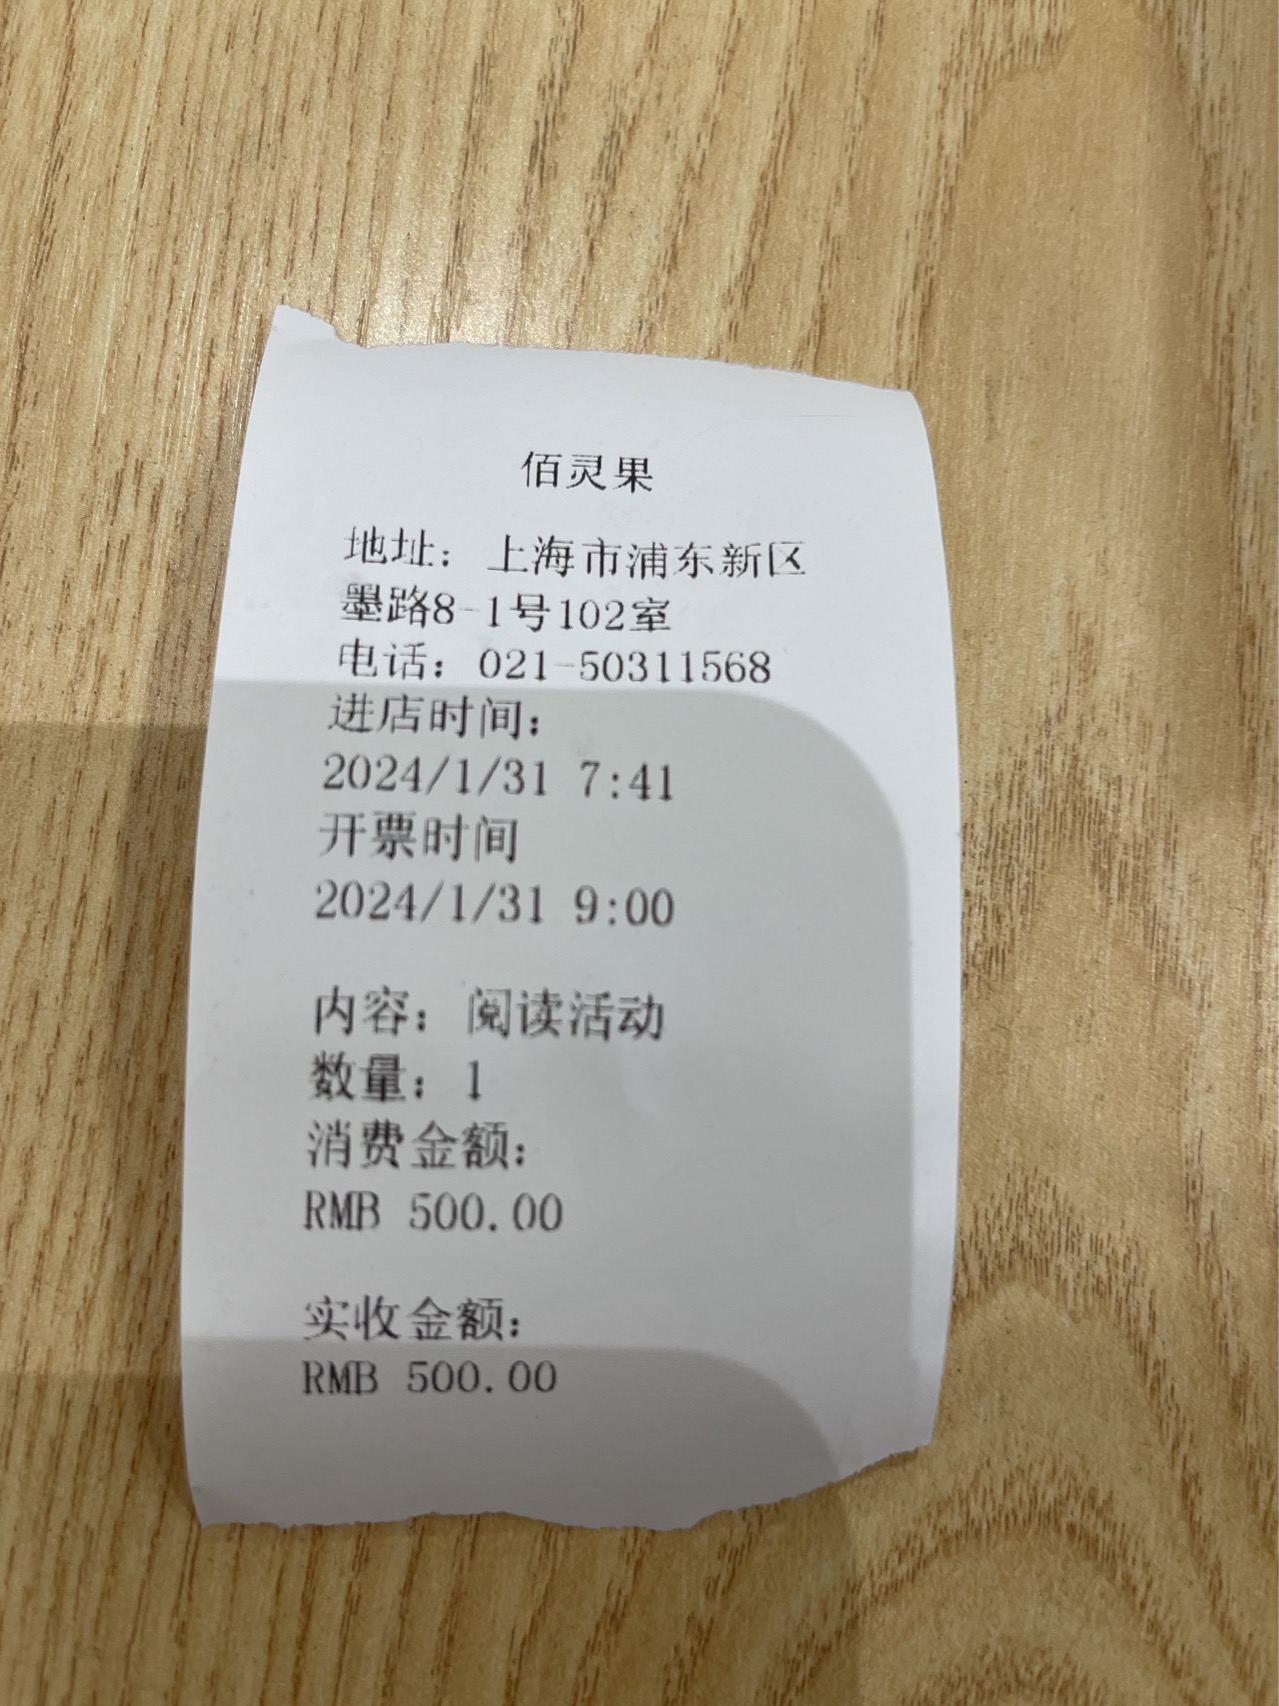 佰灵果
地址：上海市浦东新区
墨路8-1号102室
电话：021-50311568
进店时间：
2024/1/31 7:41
开票时间
2024/1/31 9:00
内容：阅读活动
数量：1
消费金额：
RMB 500.00
实收金额：
RMB 500.00